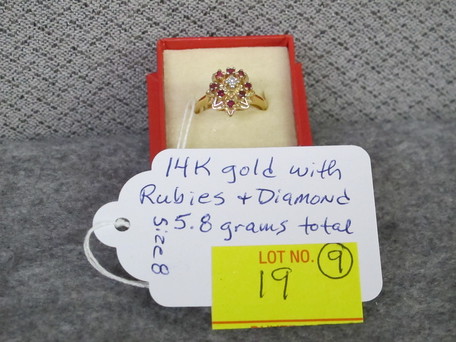 14K gold with
Rubies + Diamond
5.8 grams total
Size 8
LOT NO. 9
19